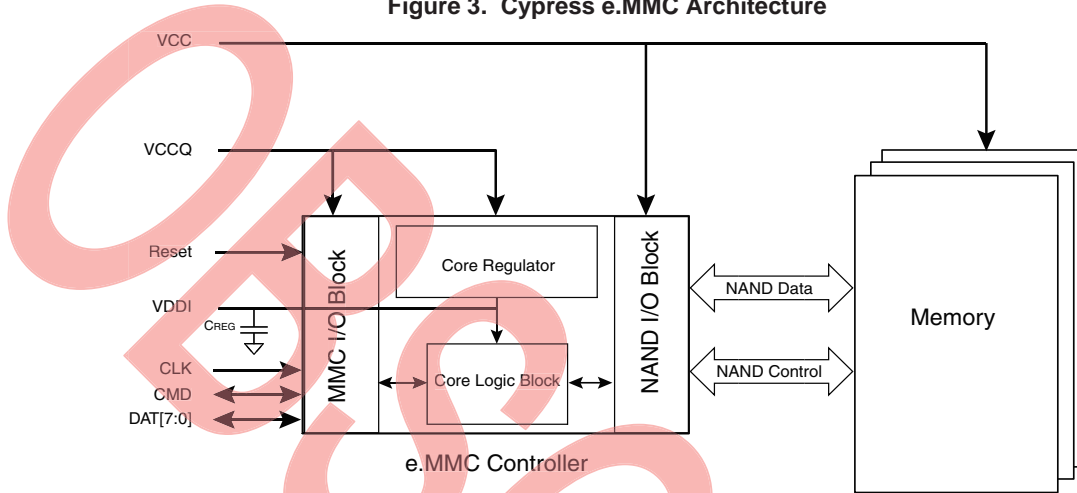 Figure 3. Cypress e.MMC Architecture
VCC
VCCQ
Reset
VDDI
CREG
CLK
CMD
DAT[7:0]
MMC I/O Block
Core Regulator
Core Logic Block
NAND I/O Block
e.MMC Controller
NAND Data
NAND Control
Memory